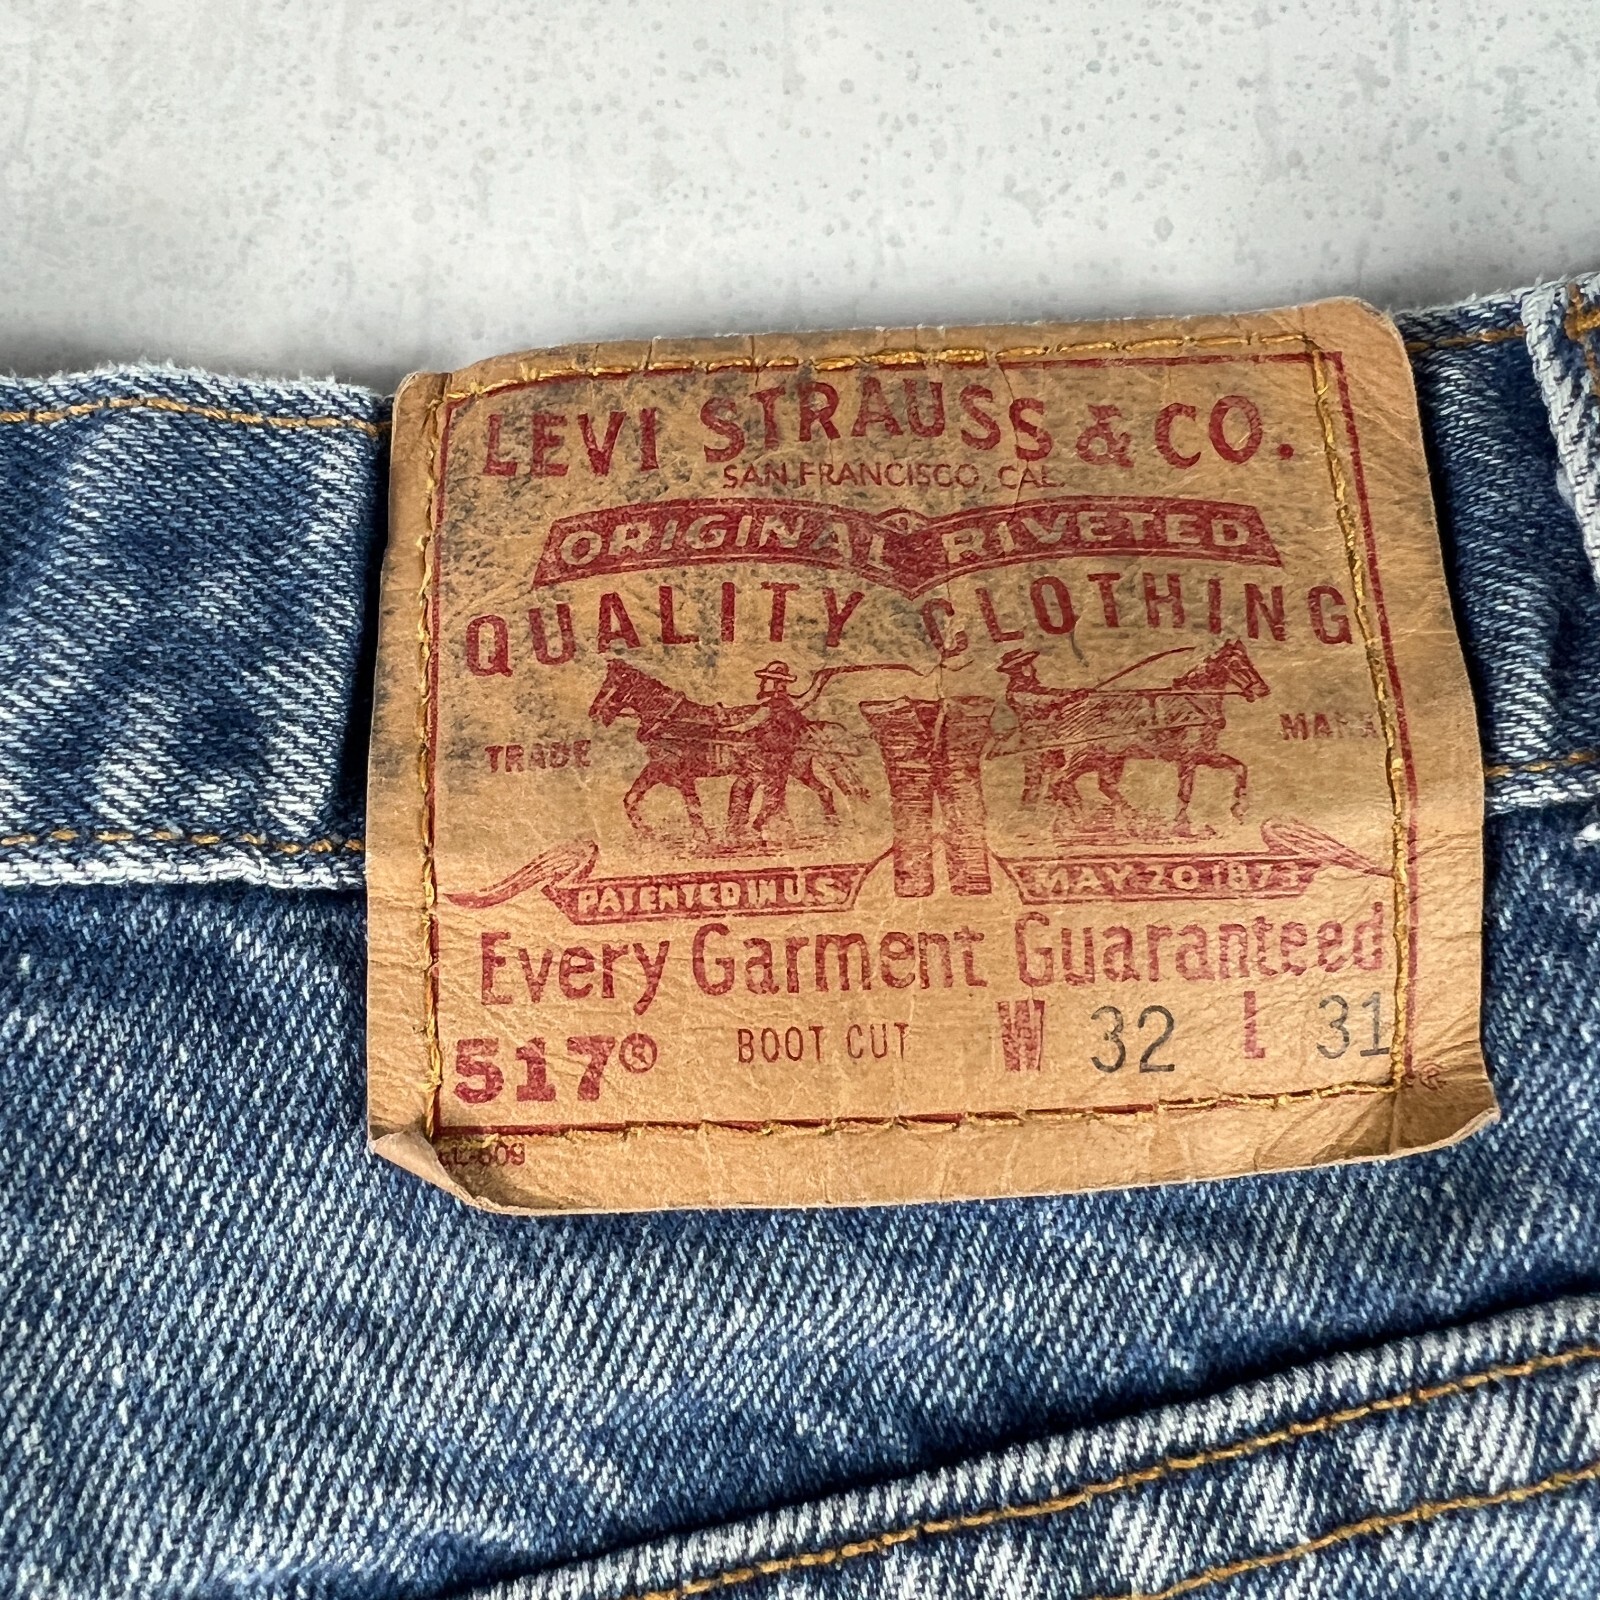 LEVI STRAUSS & CO.
SAN FRANCISCO, CAL.
ORIGINAL RIVETED
QUALITY CLOTHING
TRADE MARK
PATENTED IN U.S. MAY 20 1873
Every Garment Guaranteed
517® BOOT CUT W 32 L 31
®